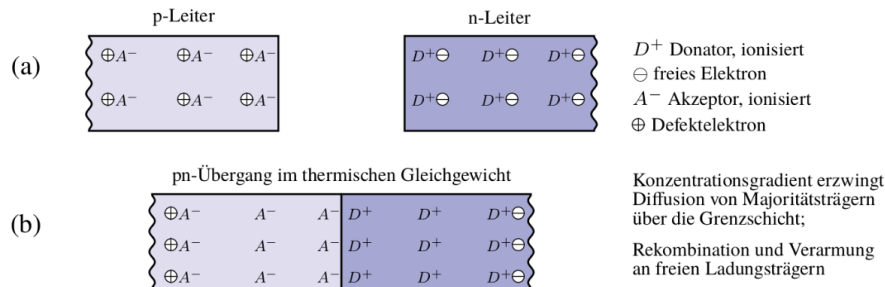 p-Leiter
n-Leiter
(a)
⊕A⁻ ⊕A⁻ ⊕A⁻
D⁺⊖ D⁺⊖ D⁺⊖
⊕A⁻ ⊕A⁻ ⊕A⁻
D⁺⊖ D⁺⊖ D⁺⊖
D⁺ Donator, ionisiert
⊖ freies Elektron
A⁻ Akzeptor, ionisiert
⊕ Defektelektron
pn-Übergang im thermischen Gleichgewicht
(b)
⊕A⁻ A⁻ A⁻ D⁺ D⁺ D⁺⊖
⊕A⁻ A⁻ A⁻ D⁺ D⁺ D⁺⊖
⊕A⁻ A⁻ A⁻ D⁺ D⁺ D⁺⊖
Konzentrationsgradient erzwingt
Diffusion von Majoritätsträgern
über die Grenzschicht;
Rekombination und Verarmung
an freien Ladungsträgern